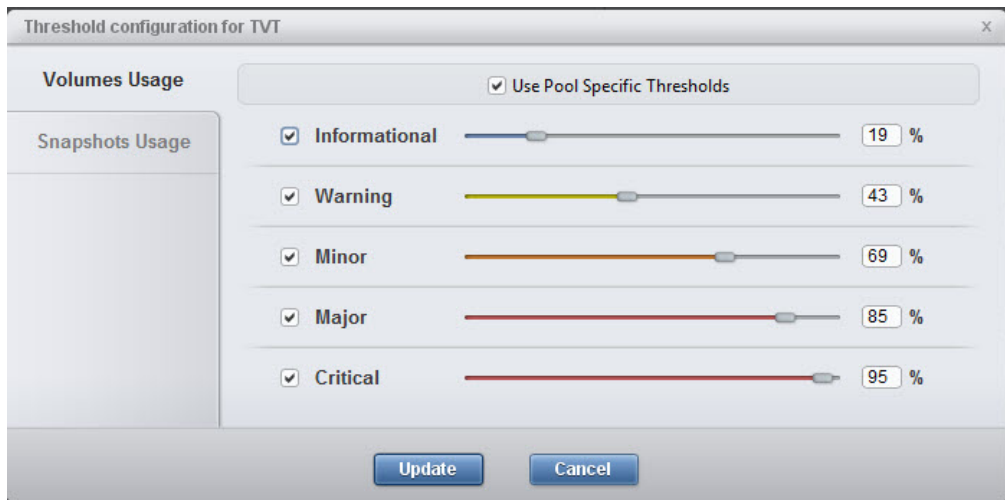 Threshold configuration for TVT x
Volumes Usage
Use Pool Specific Thresholds
Snapshots Usage
Informational 19 %
Warning 43 %
Minor 69 %
Major 85 %
Critical 95 %
Update Cancel